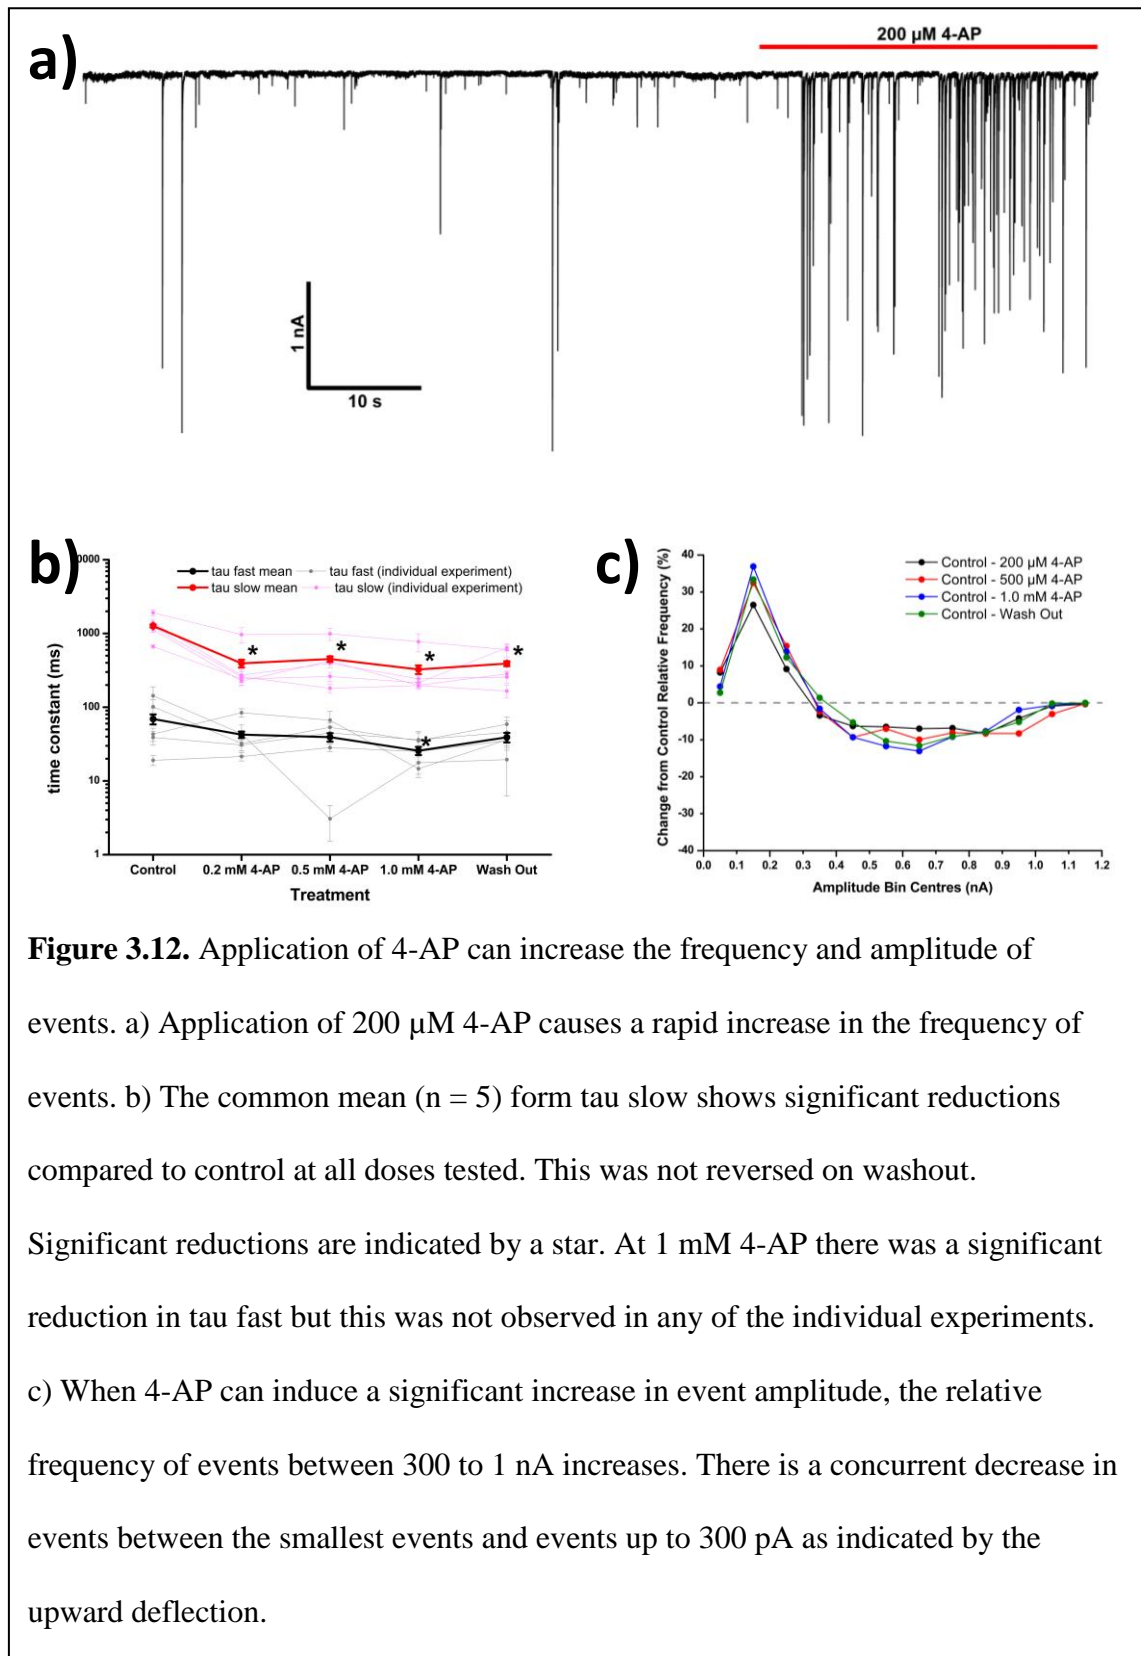 a)
200 μM 4-AP
1 nA
10 s
b)
10000
1000
100
10
1
time constant (ms)
tau fast mean
tau fast (individual experiment)
tau slow mean
tau slow (individual experiment)
*
*
*
*
*
Control
0.2 mM 4-AP
0.5 mM 4-AP
1.0 mM 4-AP
Wash Out
Treatment
c)
Change from Control Relative Frequency (%)
40
30
20
10
0
-10
-20
-30
-40
Control - 200 μM 4-AP
Control - 500 μM 4-AP
Control - 1.0 mM 4-AP
Control - Wash Out
0.0 0.1 0.2 0.3 0.4 0.5 0.6 0.7 0.8 0.9 1.0 1.1 1.2
Amplitude Bin Centres (nA)
Figure 3.12. Application of 4-AP can increase the frequency and amplitude of
events. a) Application of 200 μM 4-AP causes a rapid increase in the frequency of
events. b) The common mean (n = 5) form tau slow shows significant reductions
compared to control at all doses tested. This was not reversed on washout.
Significant reductions are indicated by a star. At 1 mM 4-AP there was a significant
reduction in tau fast but this was not observed in any of the individual experiments.
c) When 4-AP can induce a significant increase in event amplitude, the relative
frequency of events between 300 to 1 nA increases. There is a concurrent decrease in
events between the smallest events and events up to 300 pA as indicated by the
upward deflection.